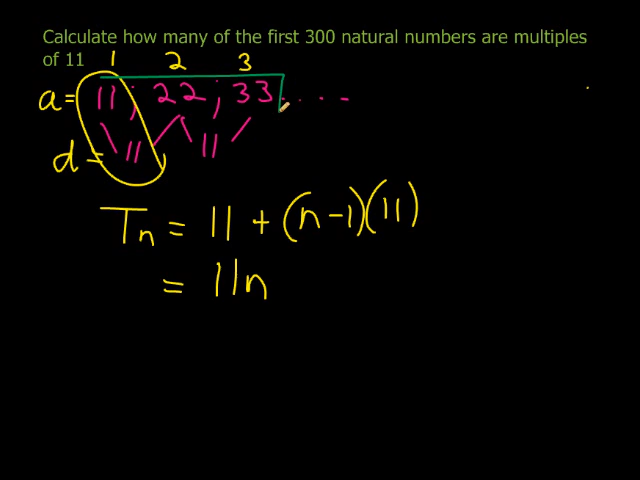 Calculate how many of the first 300 natural numbers are multiples
of 11
1 2 3
a = 11 ; 22 ; 33 . . . -
d - 11 11
Tn = 11 + (n - 1)(11)
= 11n